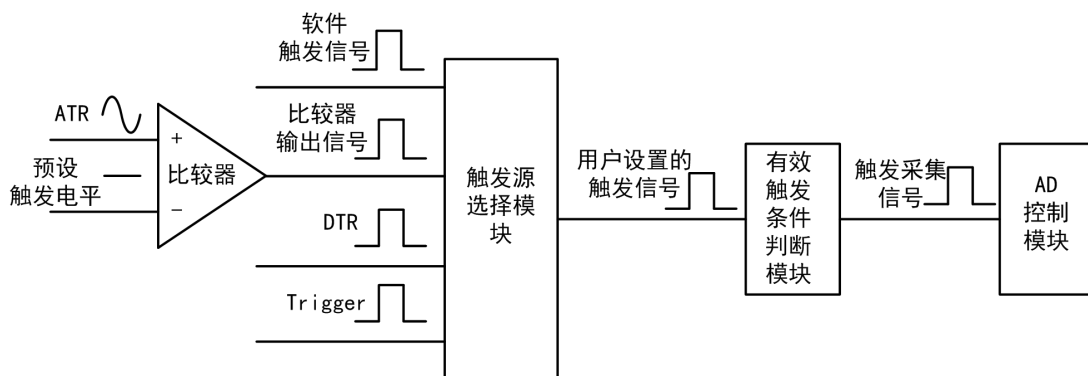 软件
触发信号
ATR
+
比较器
−
预设
触发电平
比较器
输出信号
DTR
Trigger
触发源
选择模
块
用户设置的
触发信号
有效
触发
条件
判断
模块
触发采集
信号
AD
控制
模块